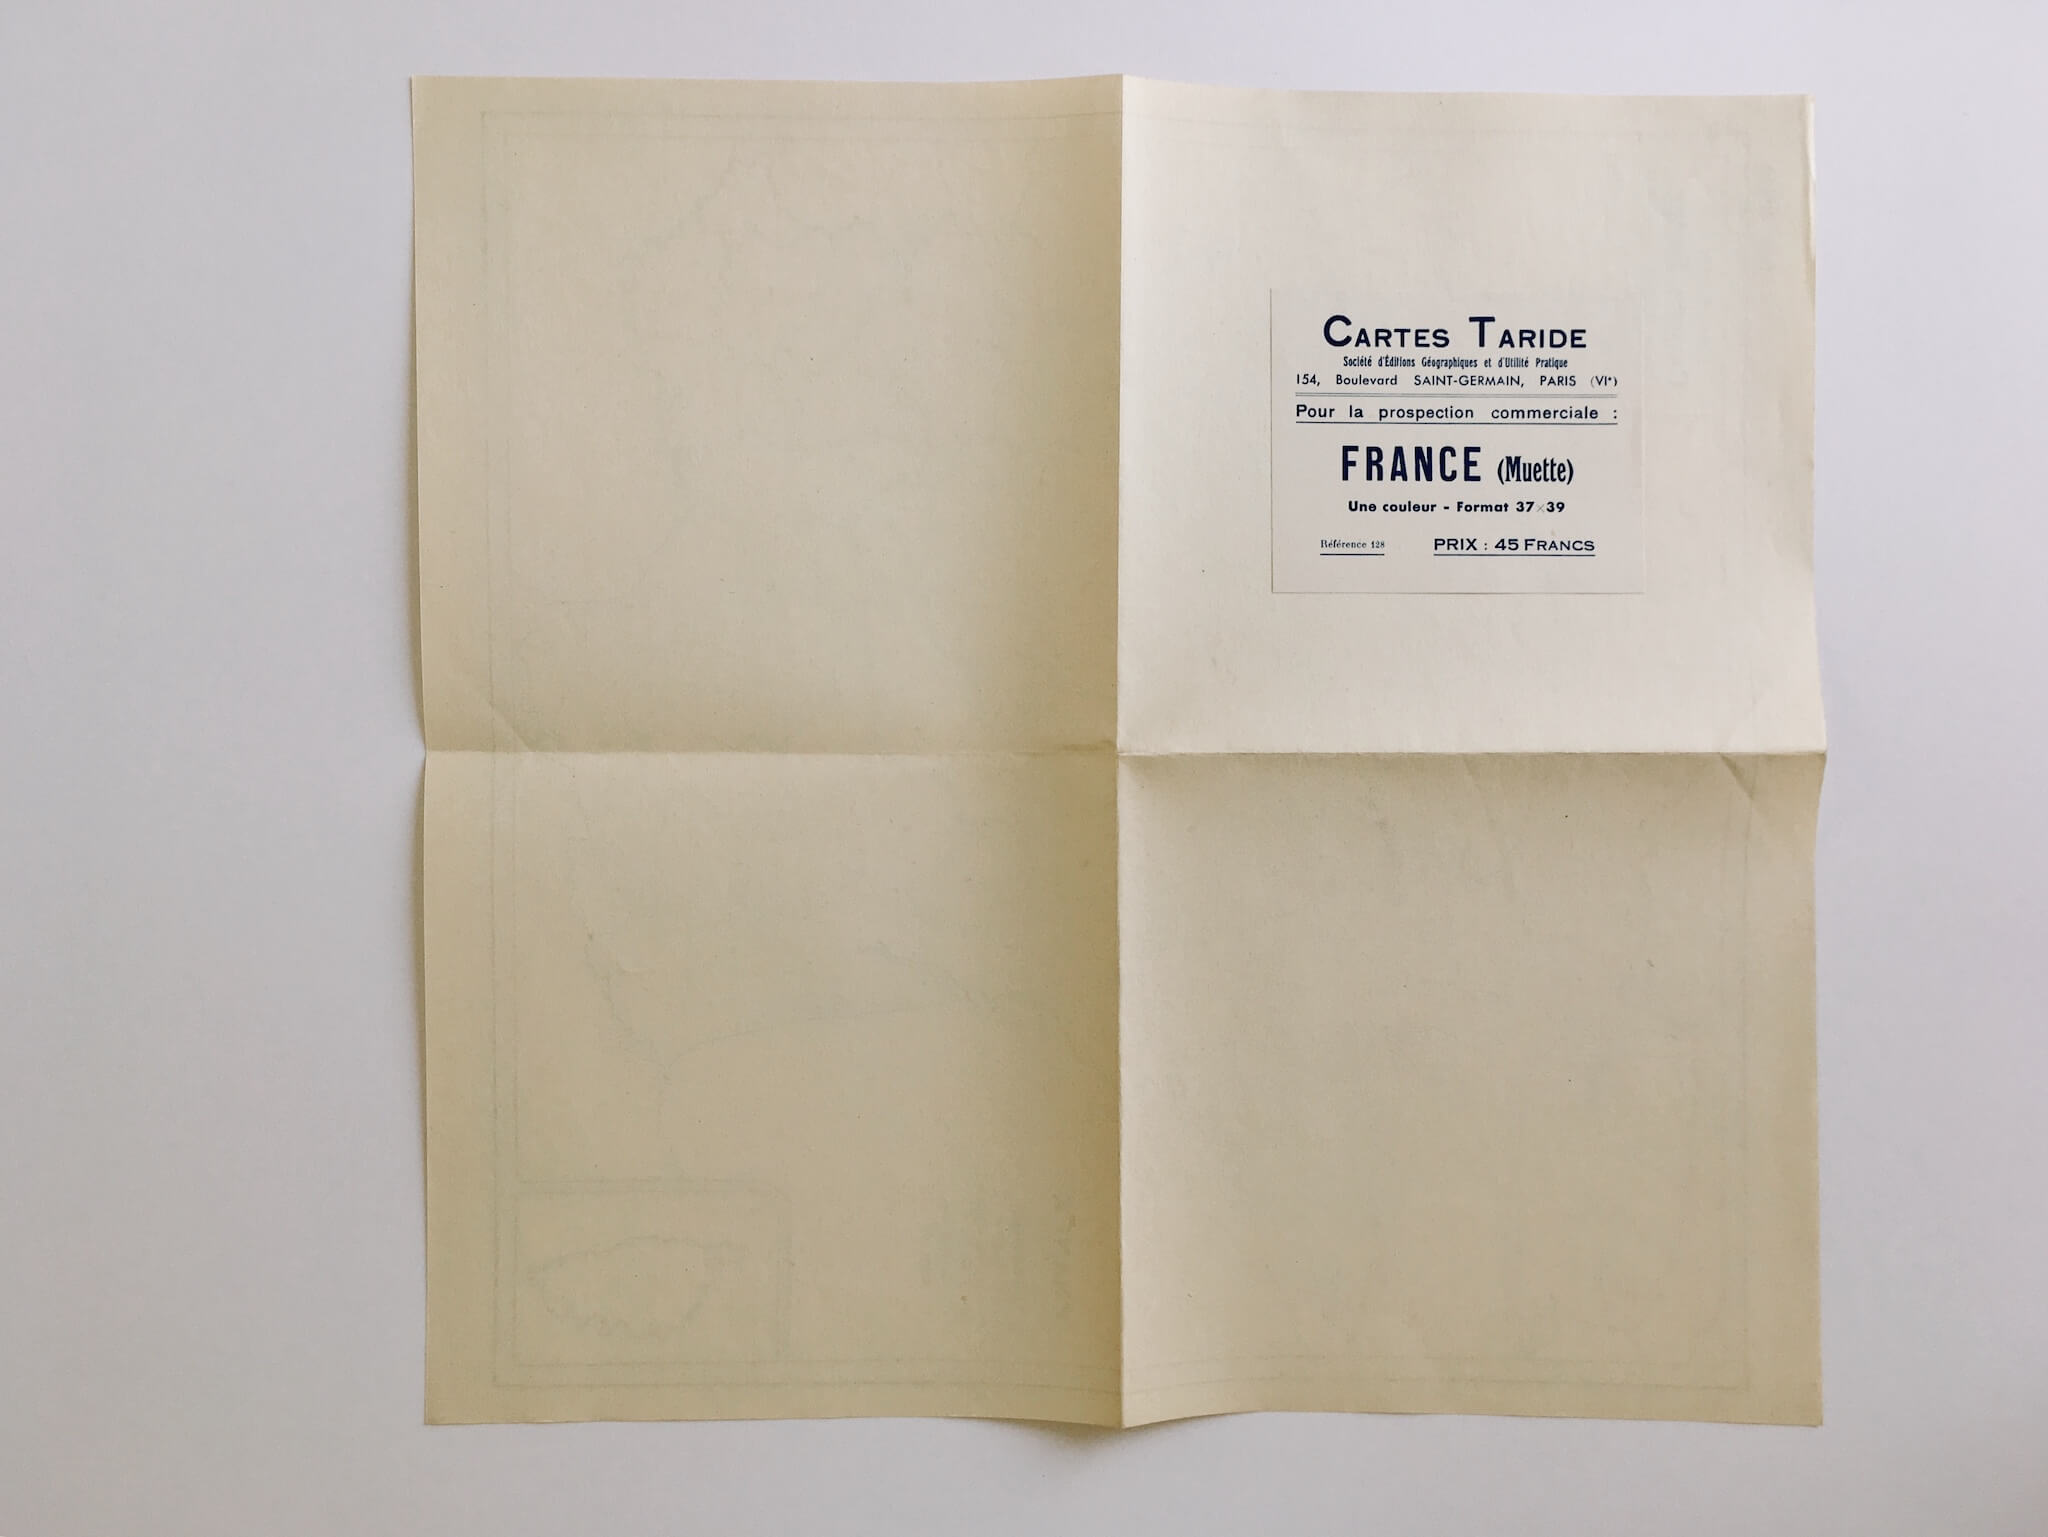 CARTES TARIDE
Société d'Éditions Géographiques et d'Utilité Pratique
154, Boulevard SAINT-GERMAIN, PARIS (VIᵉ)
Pour la prospection commerciale :
FRANCE (Muette)
Une couleur - Format 37×39
Référence 128
PRIX : 45 FRANCS